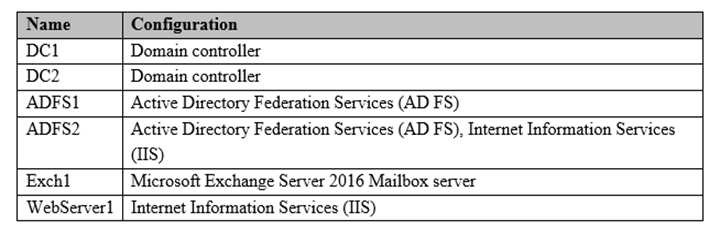 Name Configuration
DC1 Domain controller
DC2 Domain controller
ADFS1 Active Directory Federation Services (AD FS)
ADFS2 Active Directory Federation Services (AD FS), Internet Information Services
(IIS)
Exch1 Microsoft Exchange Server 2016 Mailbox server
WebServer1 Internet Information Services (IIS)